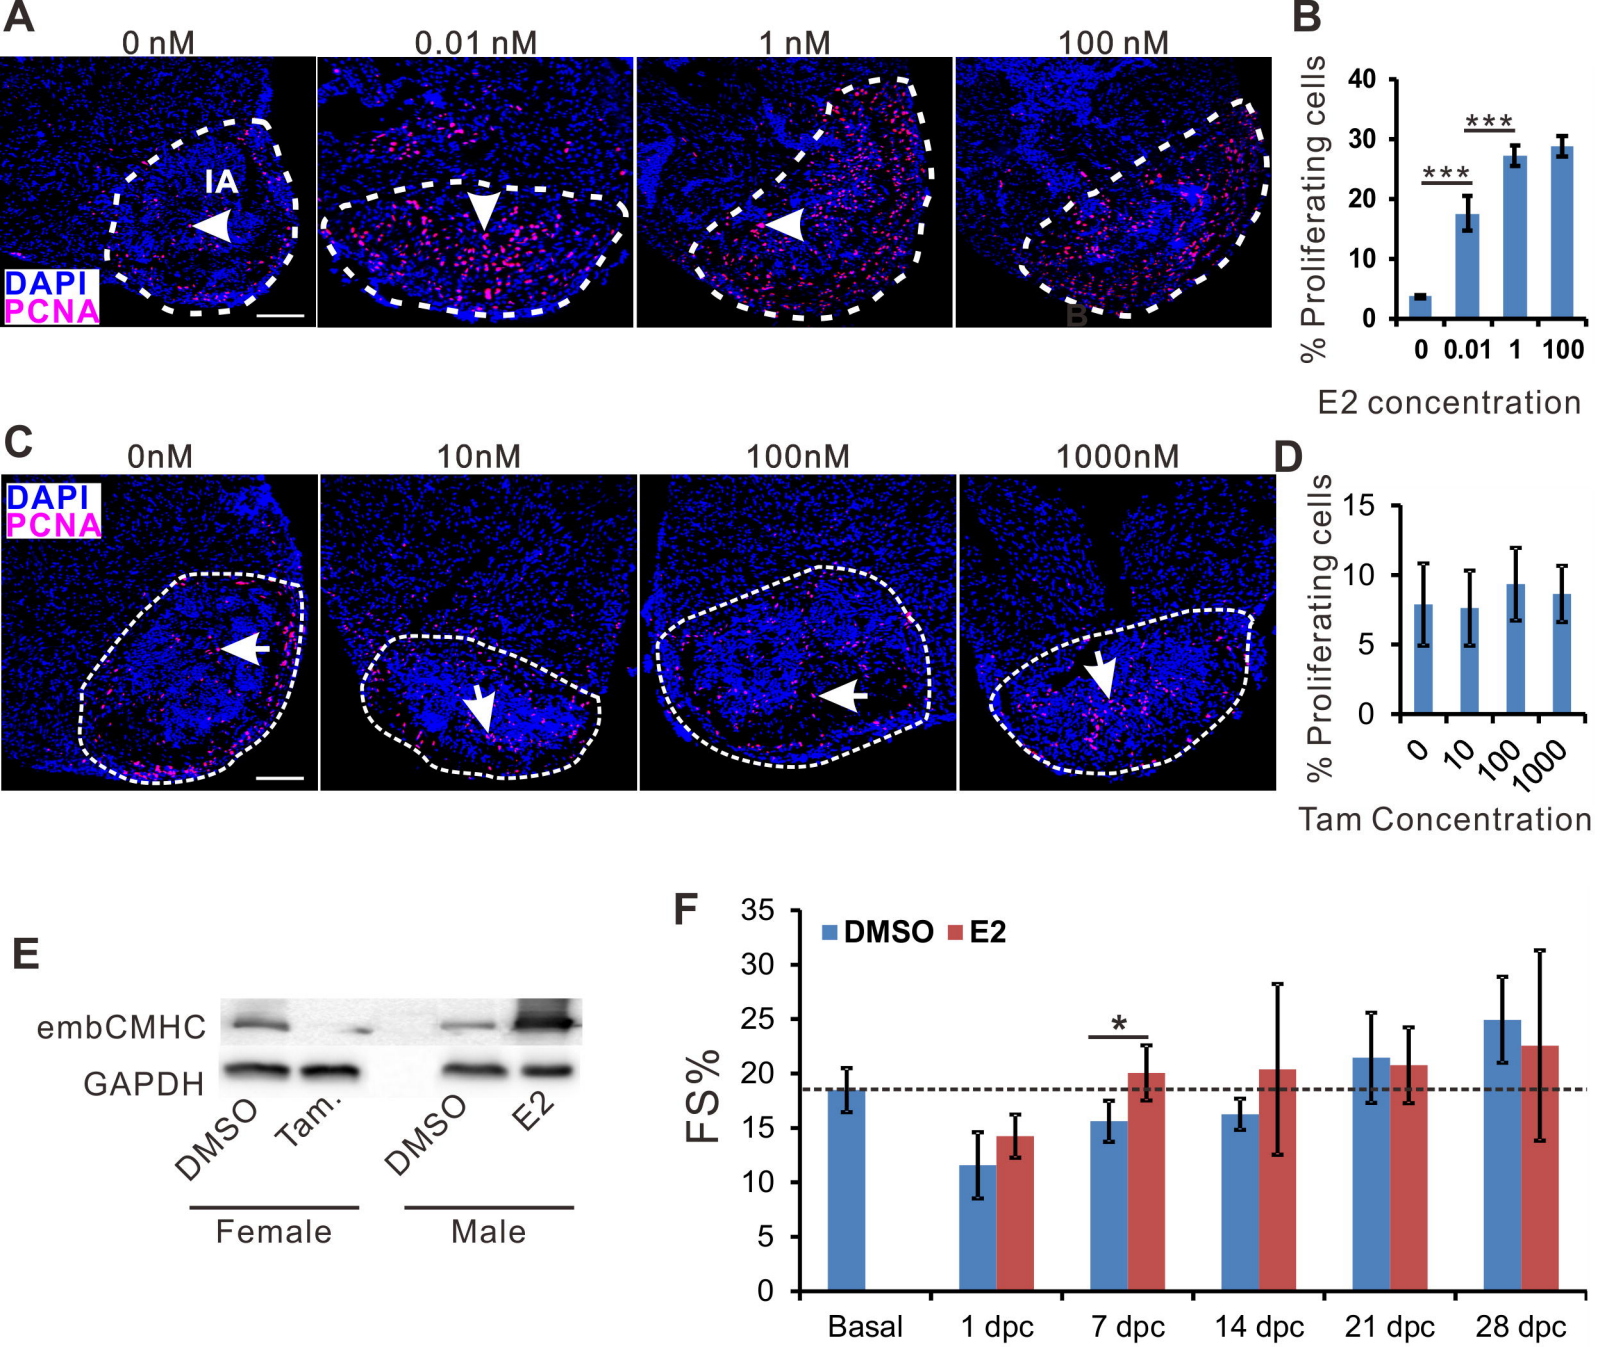 A
0 nM
0.01 nM
1 nM
100 nM
IA
DAPI
PCNA
B
B
% Proliferating cells
40
30
20
10
0
***
***
0
0.01
1
100
E2 concentration
C
0nM
10nM
100nM
1000nM
DAPI
PCNA
D
% Proliferating cells
15
10
5
0
0
10
100
1000
Tam Concentration
E
embCMHC
GAPDH
DMSO
Tam.
DMSO
E2
Female
Male
F
FS%
35
30
25
20
15
10
5
0
DMSO
E2
*
Basal
1 dpc
7 dpc
14 dpc
21 dpc
28 dpc